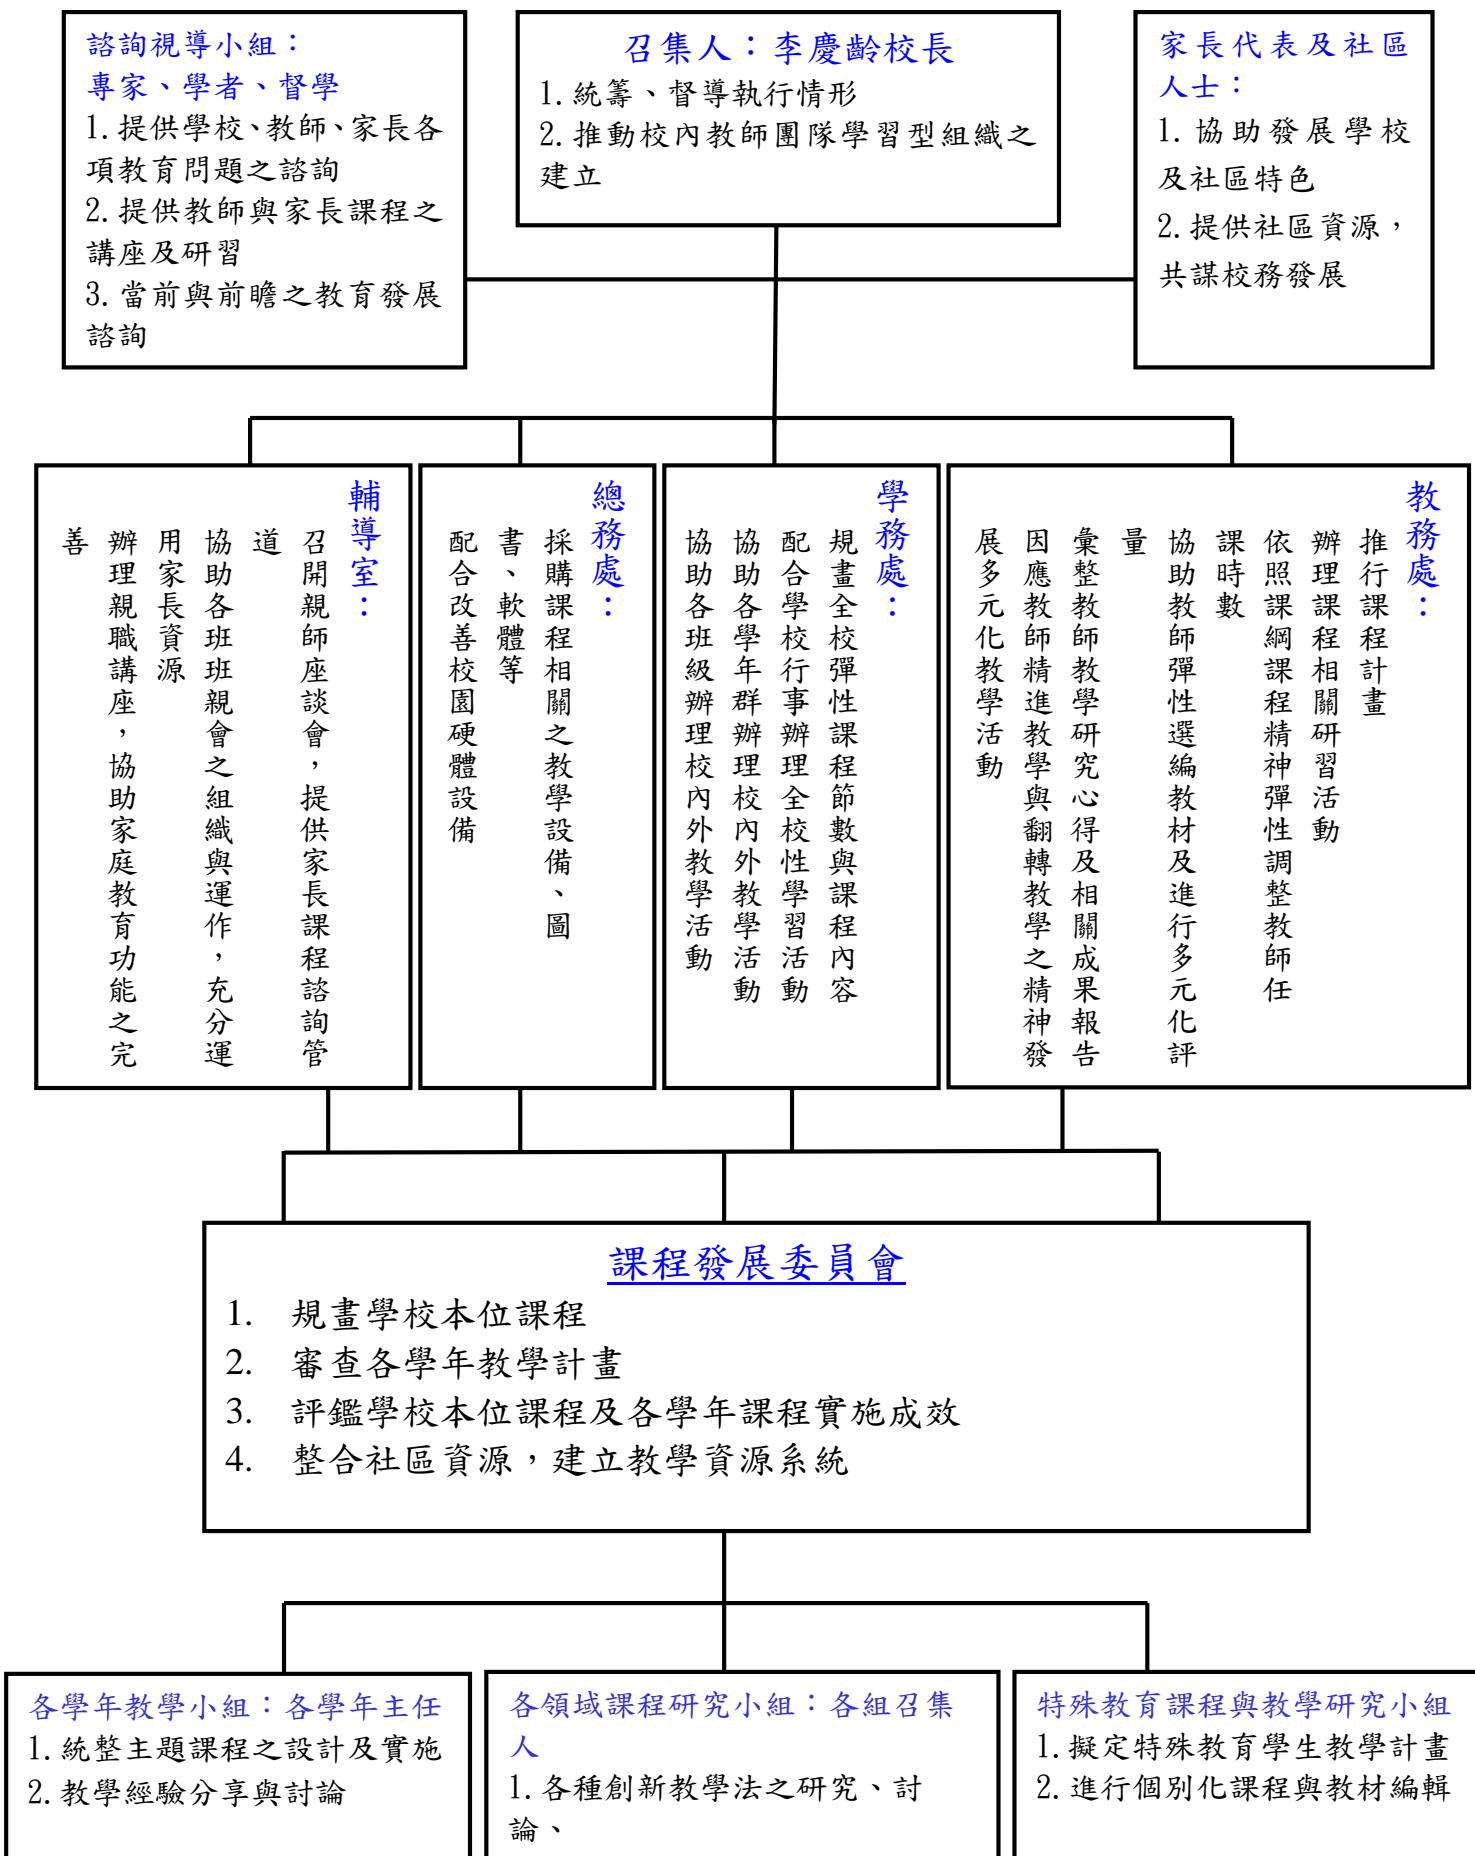 諮詢視導小組：
專家、學者、督學
1.提供學校、教師、家長各
項教育問題之諮詢
2.提供教師與家長課程之
講座及研習
3.當前與前瞻之教育發展
諮詢
召集人：李慶齡校長
1.統籌、督導執行情形
2.推動校內教師團隊學習型組織之
建立
家長代表及社區
人士：
1.協助發展學校
及社區特色
2.提供社區資源，
共謀校務發展
教務處：
推行課程計畫
辦理課程相關研習活動
依照課綱課程精神彈性調整教師任
課時數
協助教師彈性選編教材及進行多元化評
量
彙整教師教學研究心得及相關成果報告
因應教師精進教學與翻轉教學之精神發
展多元化教學活動
學務處：
規畫全校彈性課程節數與課程內容
配合學校行事辦理全校性學習活動
協助各學年群辦理校內外教學活動
協助各班級辦理校內外教學活動
總務處：
採購課程相關之教學設備、圖
書、軟體等
配合改善校園硬體設備
輔導室：
召開親師座談會，提供家長課程諮詢管
道
協助各班班親會之組織與運作，充分運
用家長資源
辦理親職講座，協助家庭教育功能之完
善
課程發展委員會
1. 規畫學校本位課程
2. 審查各學年教學計畫
3. 評鑑學校本位課程及各學年課程實施成效
4. 整合社區資源，建立教學資源系統
各學年教學小組：各學年主任
1.統整主題課程之設計及實施
2.教學經驗分享與討論
各領域課程研究小組：各組召集
人
1.各種創新教學法之研究、討
論、
特殊教育課程與教學研究小組
1.擬定特殊教育學生教學計畫
2.進行個別化課程與教材編輯